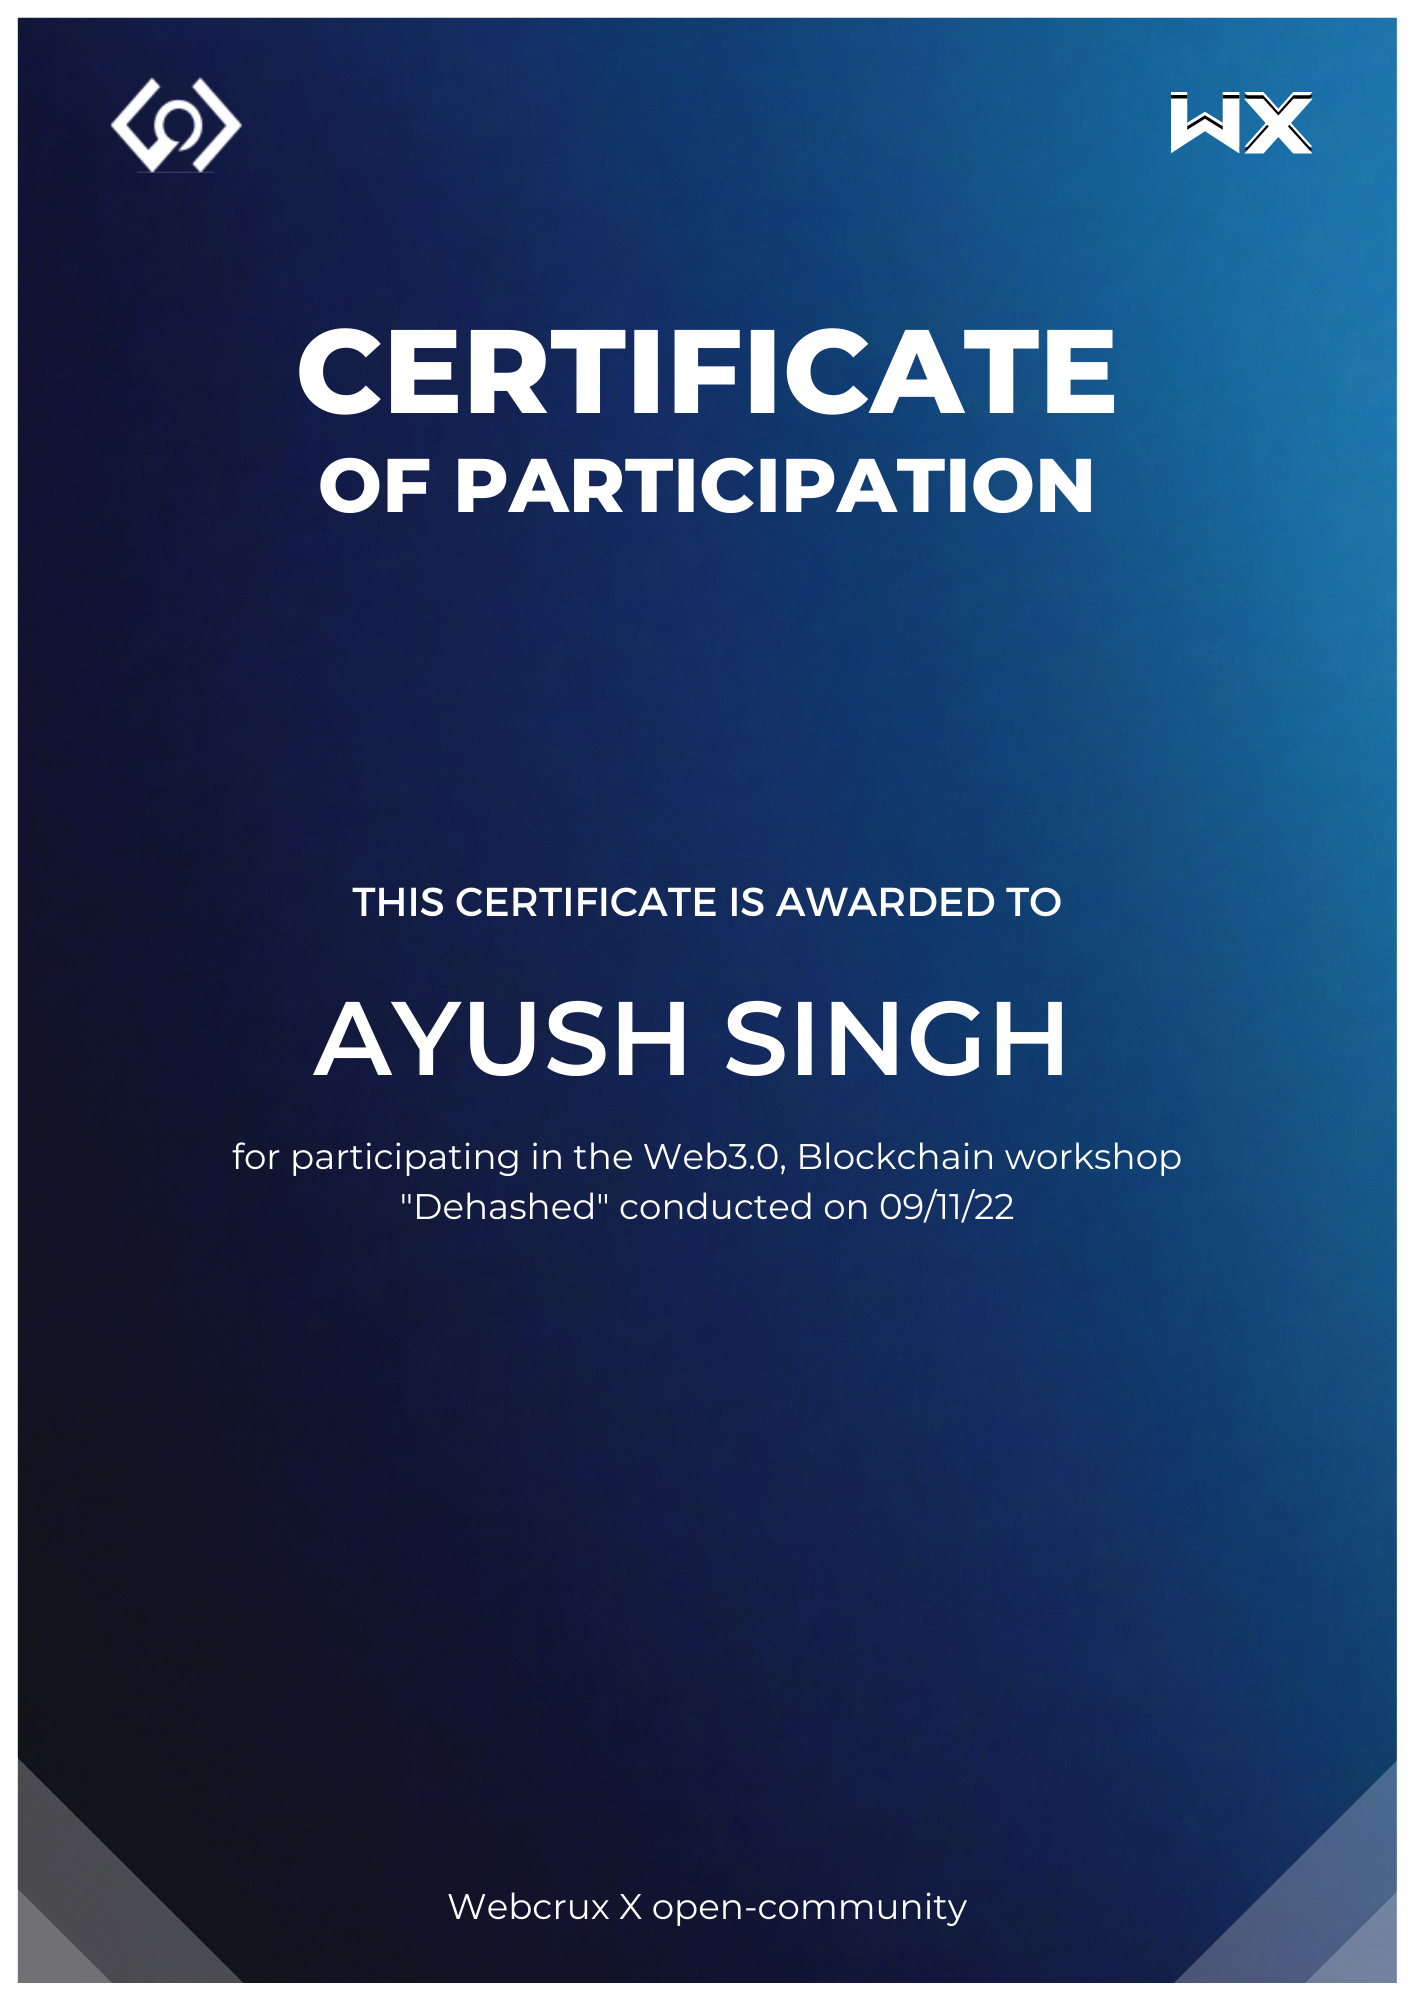 WX
CERTIFICATE
OF PARTICIPATION
THIS CERTIFICATE IS AWARDED TO
AYUSH SINGH
for participating in the Web3.0, Blockchain workshop
"Dehashed" conducted on 09/11/22
Webcrux X open-community